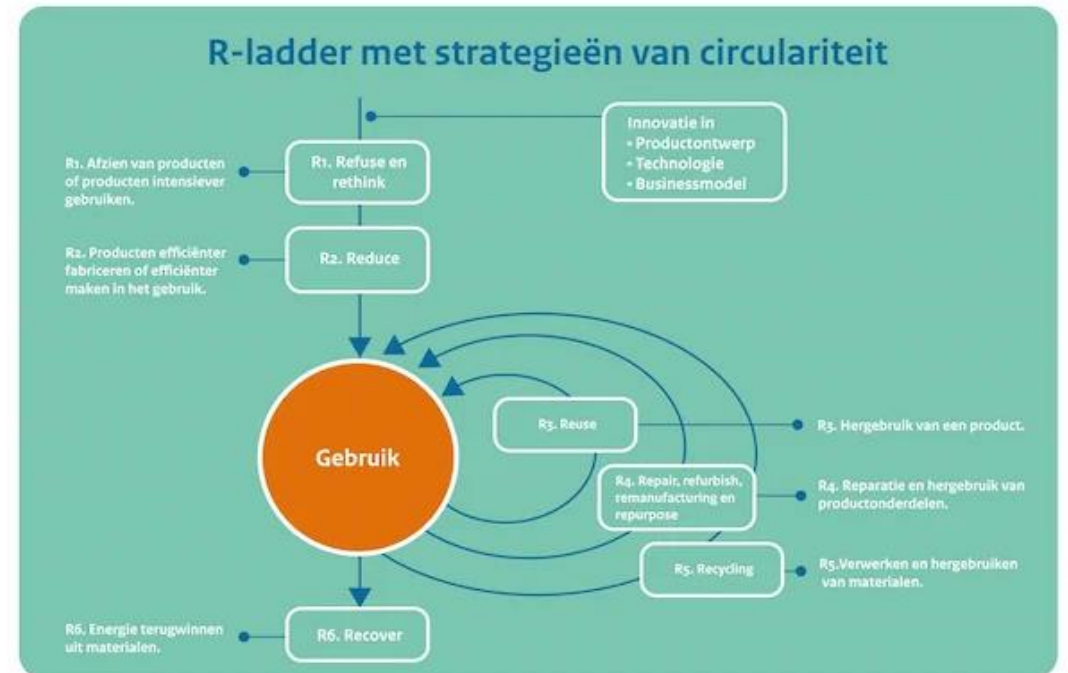 R-ladder met strategieën van circulariteit
Innovatie in
• Productontwerp
• Technologie
• Businessmodel
R1. Afzien van producten
of producten intensiever
gebruiken.
R1. Refuse en
rethink
R2. Producten efficiënter
fabriceren of efficiënter
maken in het gebruik.
R2. Reduce
Gebruik
R3. Reuse
R3. Hergebruik van een product.
R4. Repair, refurbish,
remanufacturing en
repurpose
R4. Reparatie en hergebruik van
productonderdelen.
R5. Recycling
R5.Verwerken en hergebruiken
van materialen.
R6. Energie terugwinnen
uit materialen.
R6. Recover